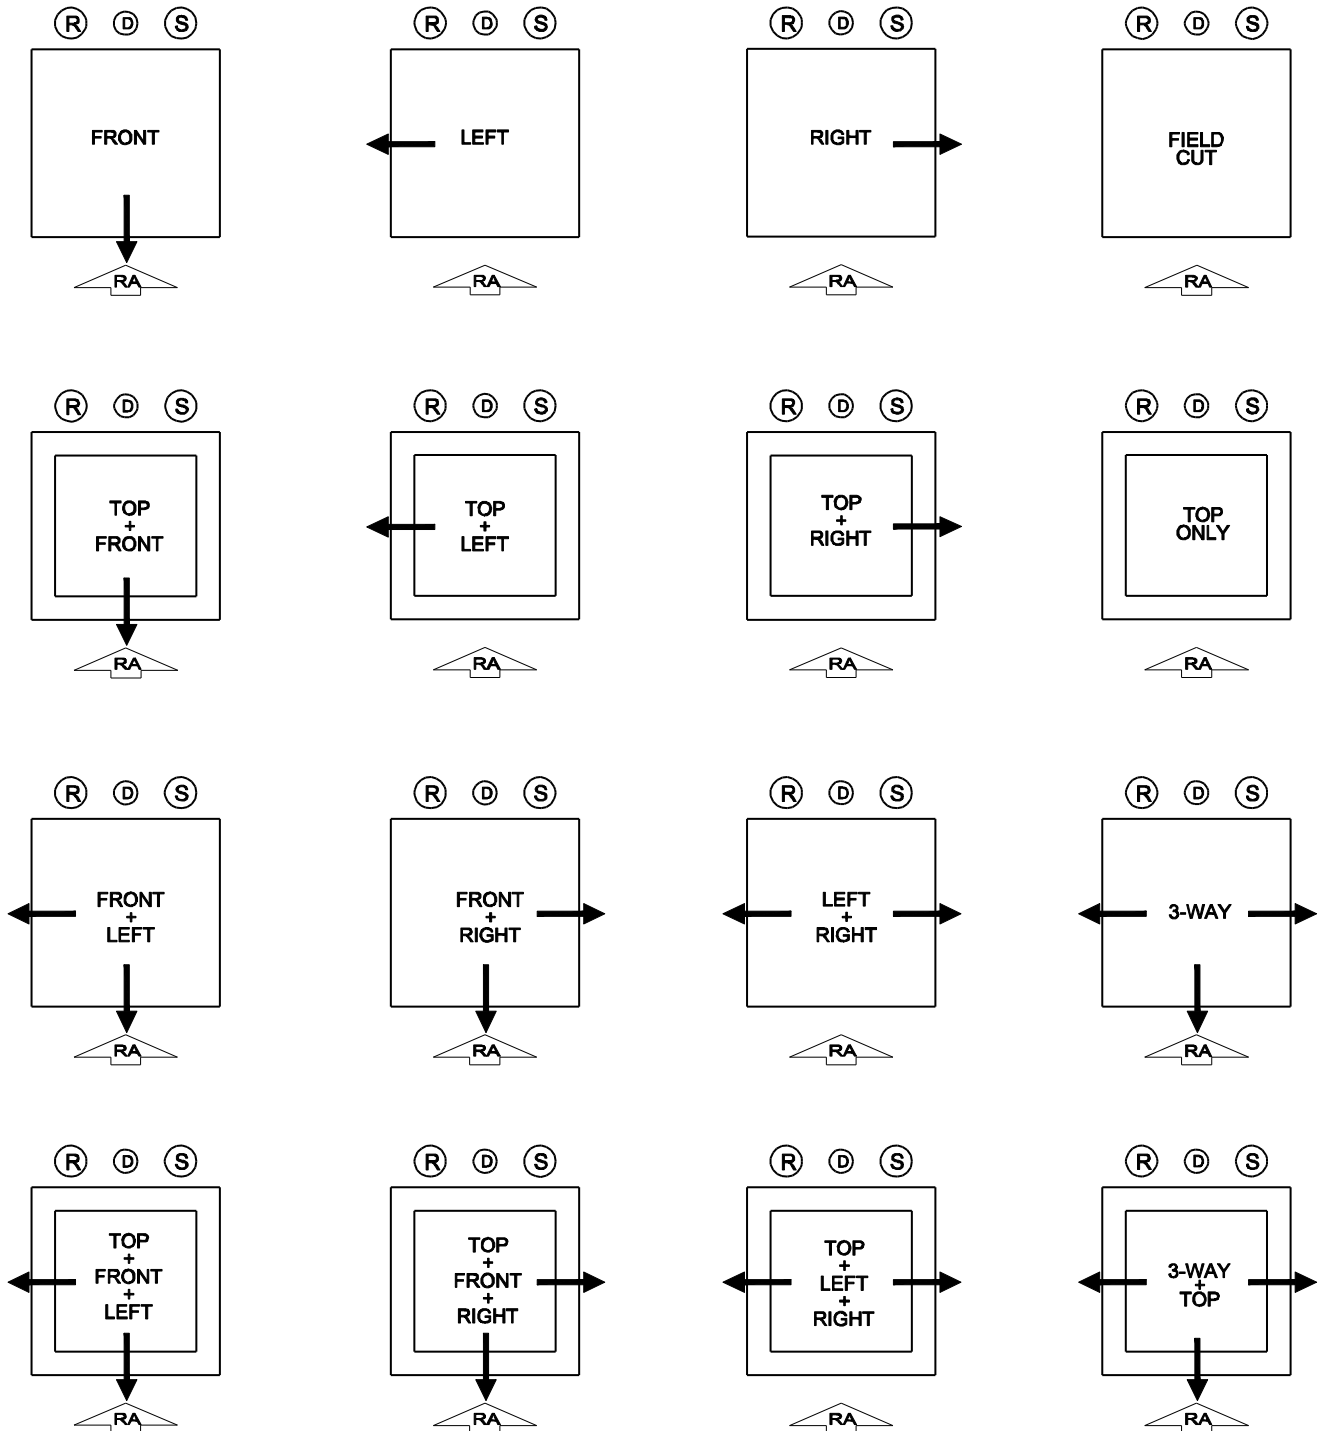 R D S
R D S
R D S
R D S
FRONT
LEFT
RIGHT
FIELD
CUT
RA
RA
RA
RA
R D S
R D S
R D S
R D S
TOP
+
FRONT
TOP
+
LEFT
TOP
+
RIGHT
TOP
ONLY
RA
RA
RA
RA
R D S
R D S
R D S
R D S
FRONT
+
LEFT
FRONT
+
RIGHT
LEFT
+
RIGHT
3-WAY
RA
RA
RA
RA
R D S
R D S
R D S
R D S
TOP
+
FRONT
+
LEFT
TOP
+
FRONT
+
RIGHT
TOP
+
LEFT
+
RIGHT
3-WAY
+
TOP
RA
RA
RA
RA